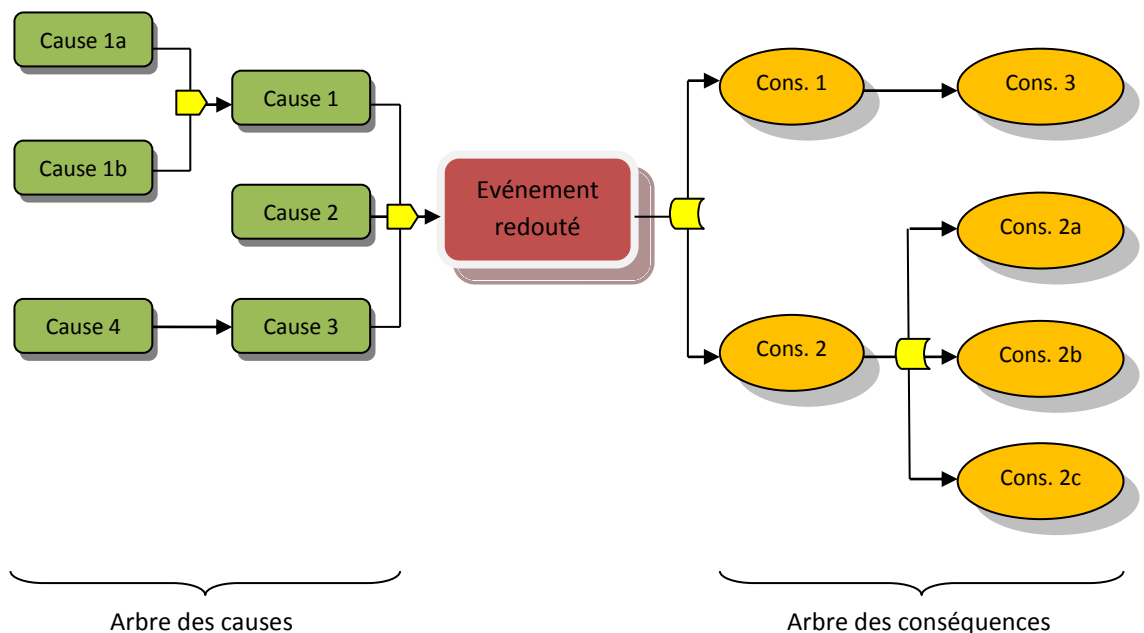 Cause 1a
Cause 1
Cause 1b
Cause 2
Cause 4
Cause 3
Evénement
redouté
Cons. 1
Cons. 3
Cons. 2a
Cons. 2
Cons. 2b
Cons. 2c
Arbre des causes
Arbre des conséquences